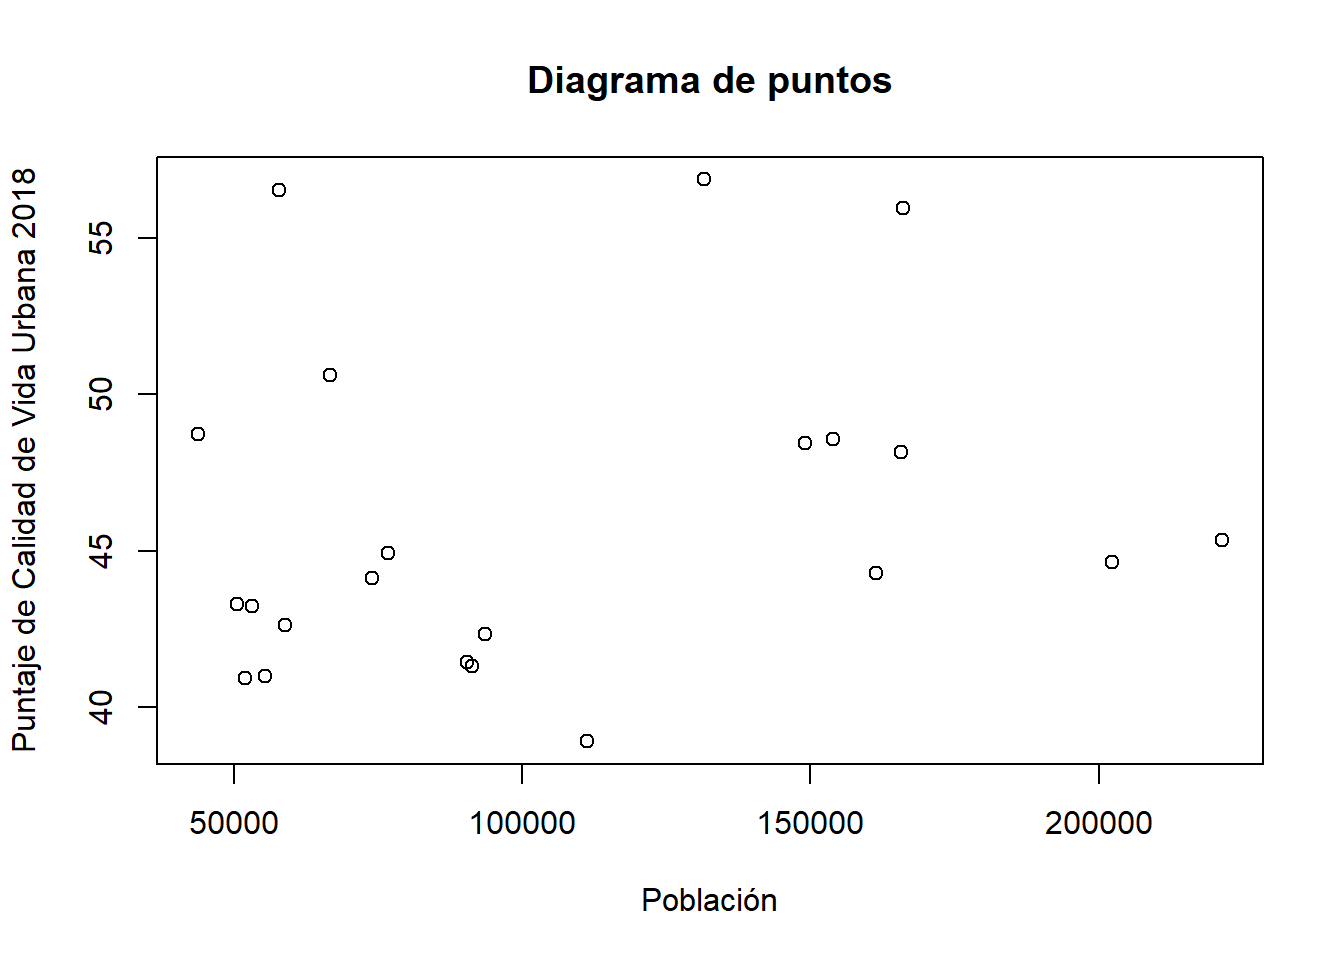 Diagrama de puntos
Puntaje de Calidad de Vida Urbana 2018
55
50
45
40
50000
100000
150000
200000
Población